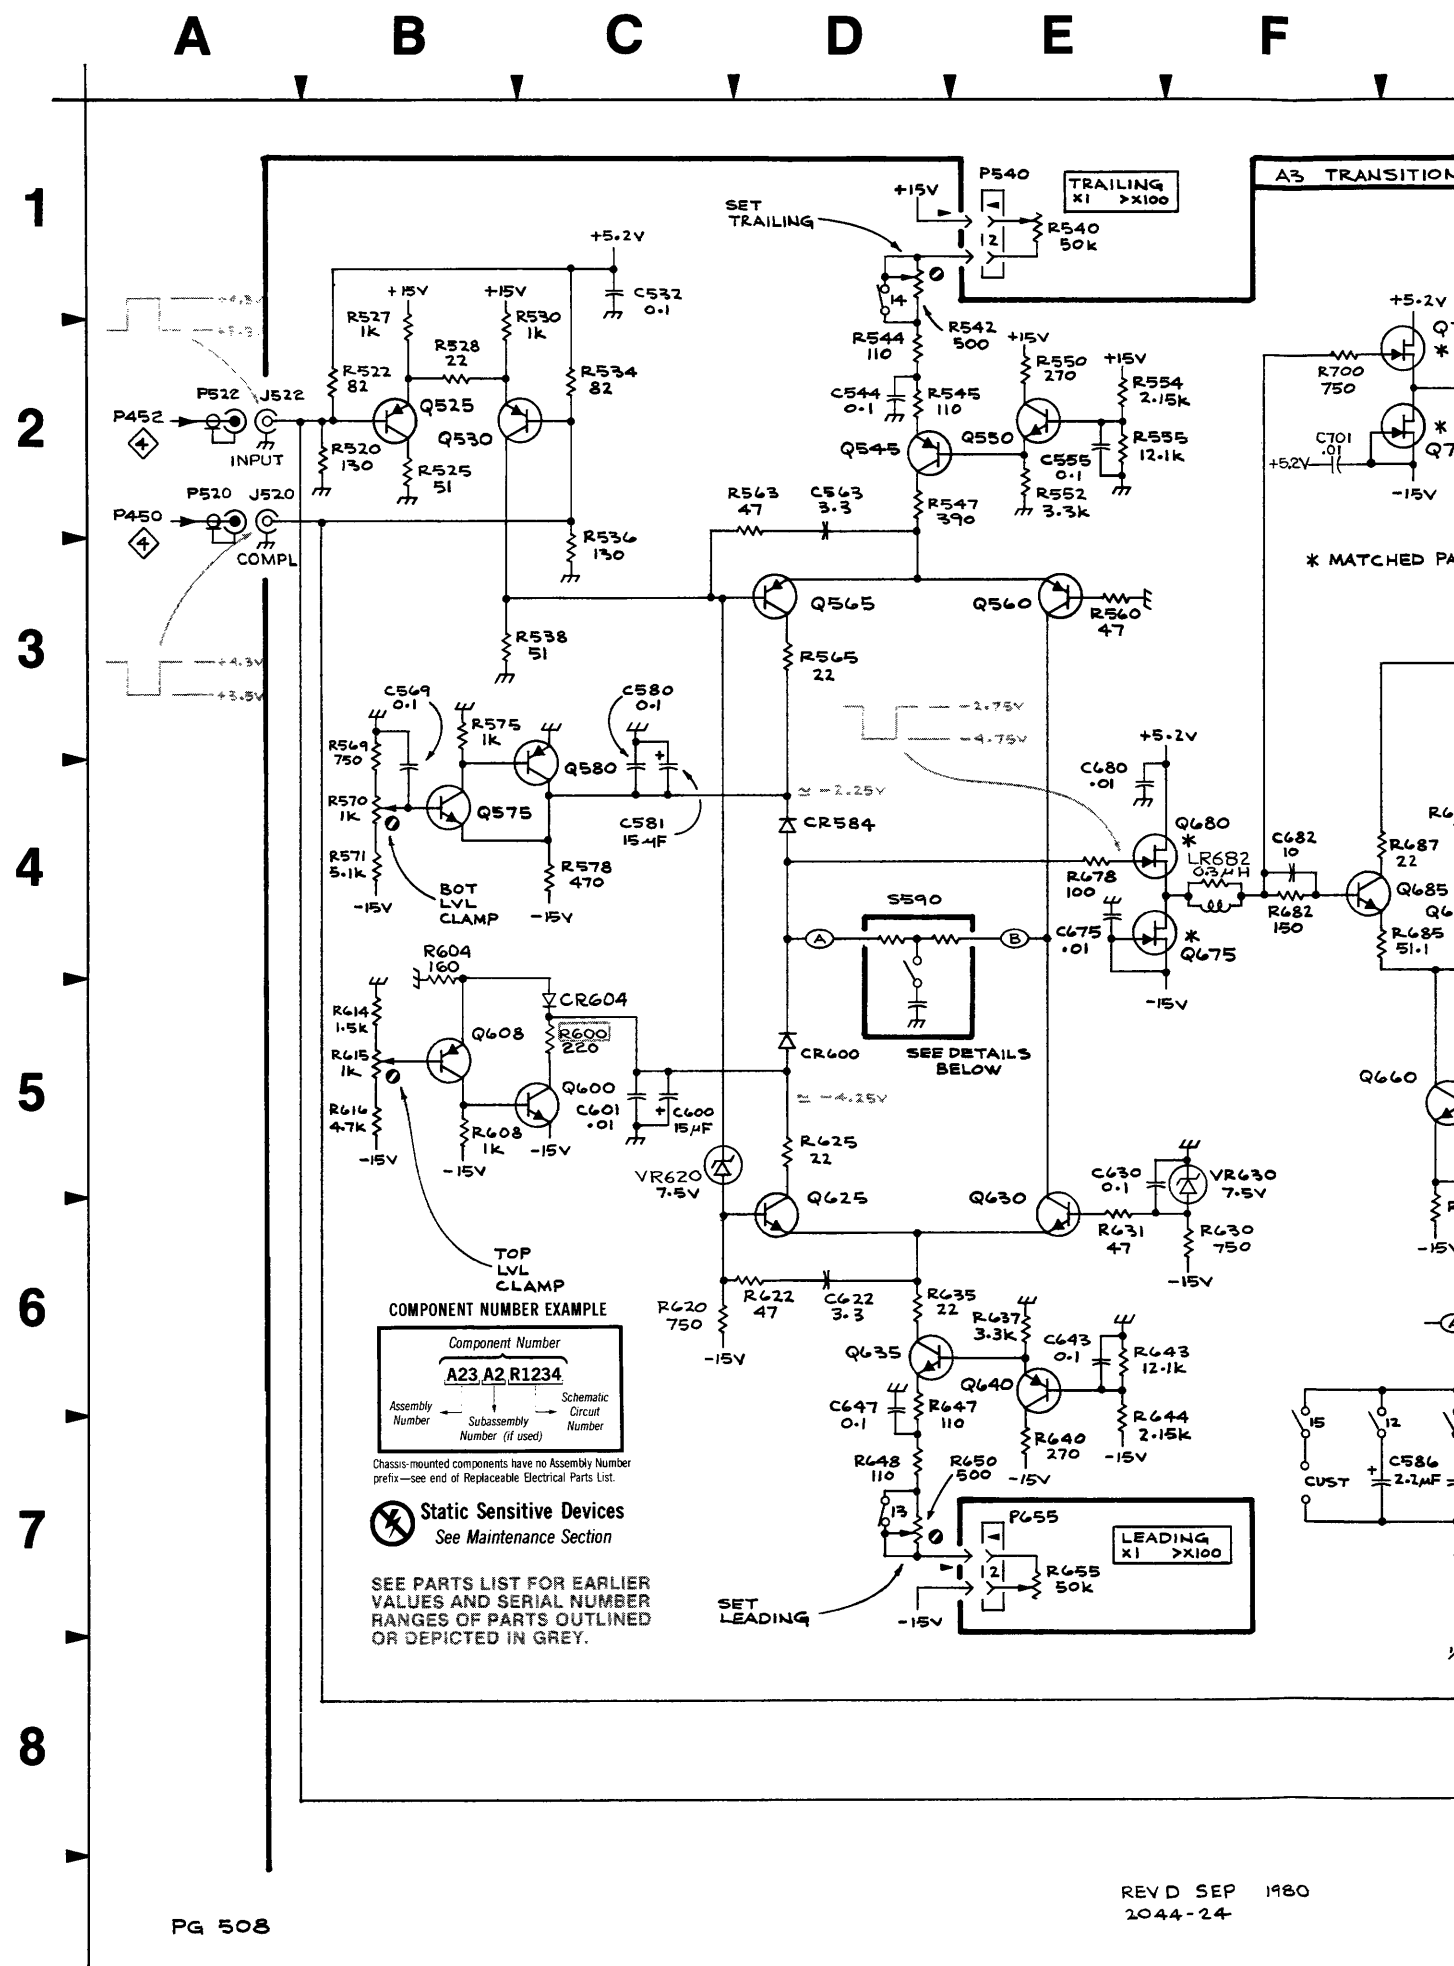 A B C D E F
1
2
3
4
5
6
7
8
A3 TRANSITION
SET
TRAILING
+15V
P540
TRAILING
X1 >X100
12
R540
50K
+5.2V
C532
0.1
+15V
+15V
R527
1K
R530
1K
R528
22
R522
82
R534
82
14
R542
500
R544
110
C544
0.1
R545
110
+15V
R550
270
+15V
R554
2.15K
R700
750
+5.2V
*
P452
4
P522
J522
INPUT
Q525
Q530
R520
130
R525
51
Q545
Q550
C555
0.1
R555
12.1K
R552
3.3K
C701
.01
+5.2V
*
-15V
P450
4
P520
J520
COMPL
R536
130
R563
47
C563
3.3
R547
390
* MATCHED PA
Q565
Q560
R560
47
+4.3V
+3.5V
R538
51
R565
22
C569
0.1
R575
1K
C580
0.1
-2.75V
-4.75V
R569
750
R570
1K
R571
5.1K
-15V
Q575
Q580
C581
15µF
R578
470
-15V
BOT
LVL
CLAMP
≃ -2.25V
CR584
+5.2V
C680
.01
Q680
*
LR682
0.3µH
R678
100
C675
.01
*
Q675
-15V
C682
10
R682
150
R687
22
Q685
R685
51.1
S590
A
B
SEE DETAILS
BELOW
R604
160
CR604
R600
220
R614
1.5K
R615
1K
R616
4.7K
-15V
Q608
R608
1K
-15V
Q600
-15V
C601
.01
C600
15µF
CR600
≃ -4.25V
R625
22
Q660
TOP
LVL
CLAMP
VR620
7.5V
Q625
Q630
C630
0.1
VR630
7.5V
R631
47
R630
750
-15V
-15V
R620
750
-15V
R622
47
C622
3.3
R635
22
R637
3.3K
C643
0.1
R643
12.1K
Q635
Q640
C647
0.1
R647
110
R640
270
-15V
R644
2.15K
-15V
R648
110
R650
500
13
COMPONENT NUMBER EXAMPLE
Component Number
A23 A2 R1234
Assembly
Number
Subassembly
Number (if used)
Schematic
Circuit
Number
Chassis-mounted components have no Assembly Number
prefix—see end of Replaceable Electrical Parts List.
Static Sensitive Devices
See Maintenance Section
SEE PARTS LIST FOR EARLIER
VALUES AND SERIAL NUMBER
RANGES OF PARTS OUTLINED
OR DEPICTED IN GREY.
P655
LEADING
X1 >X100
12
R655
50K
SET
LEADING
-15V
15
12
CUST
C586
2.2µF
REV D SEP 1980
2044-24
PG 508